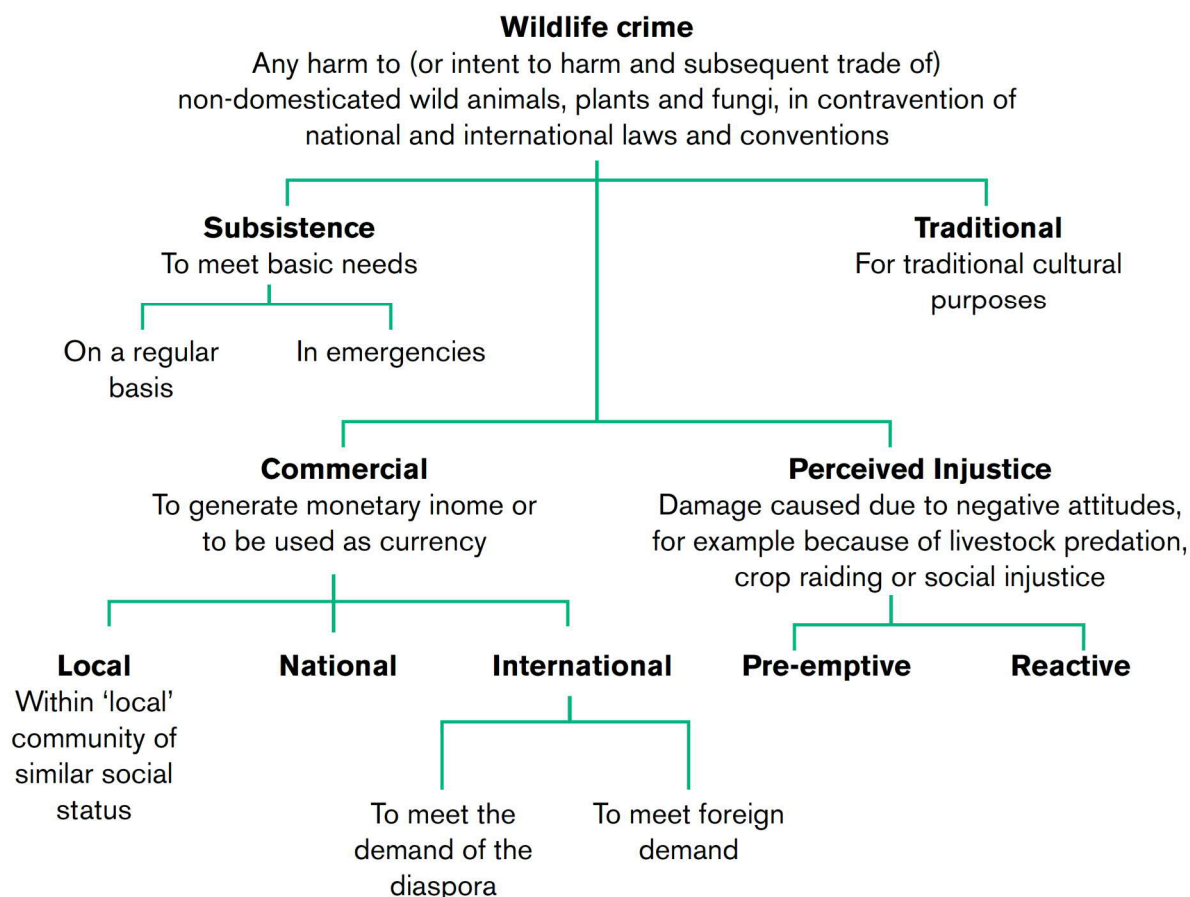 Wildlife crime
Any harm to (or intent to harm and subsequent trade of)
non-domesticated wild animals, plants and fungi, in contravention of
national and international laws and conventions
Subsistence
To meet basic needs
On a regular
basis
In emergencies
Traditional
For traditional cultural
purposes
Commercial
To generate monetary inome or
to be used as currency
Local
Within ‘local’
community of
similar social
status
National
International
To meet the
demand of the
diaspora
To meet foreign
demand
Perceived Injustice
Damage caused due to negative attitudes,
for example because of livestock predation,
crop raiding or social injustice
Pre-emptive
Reactive